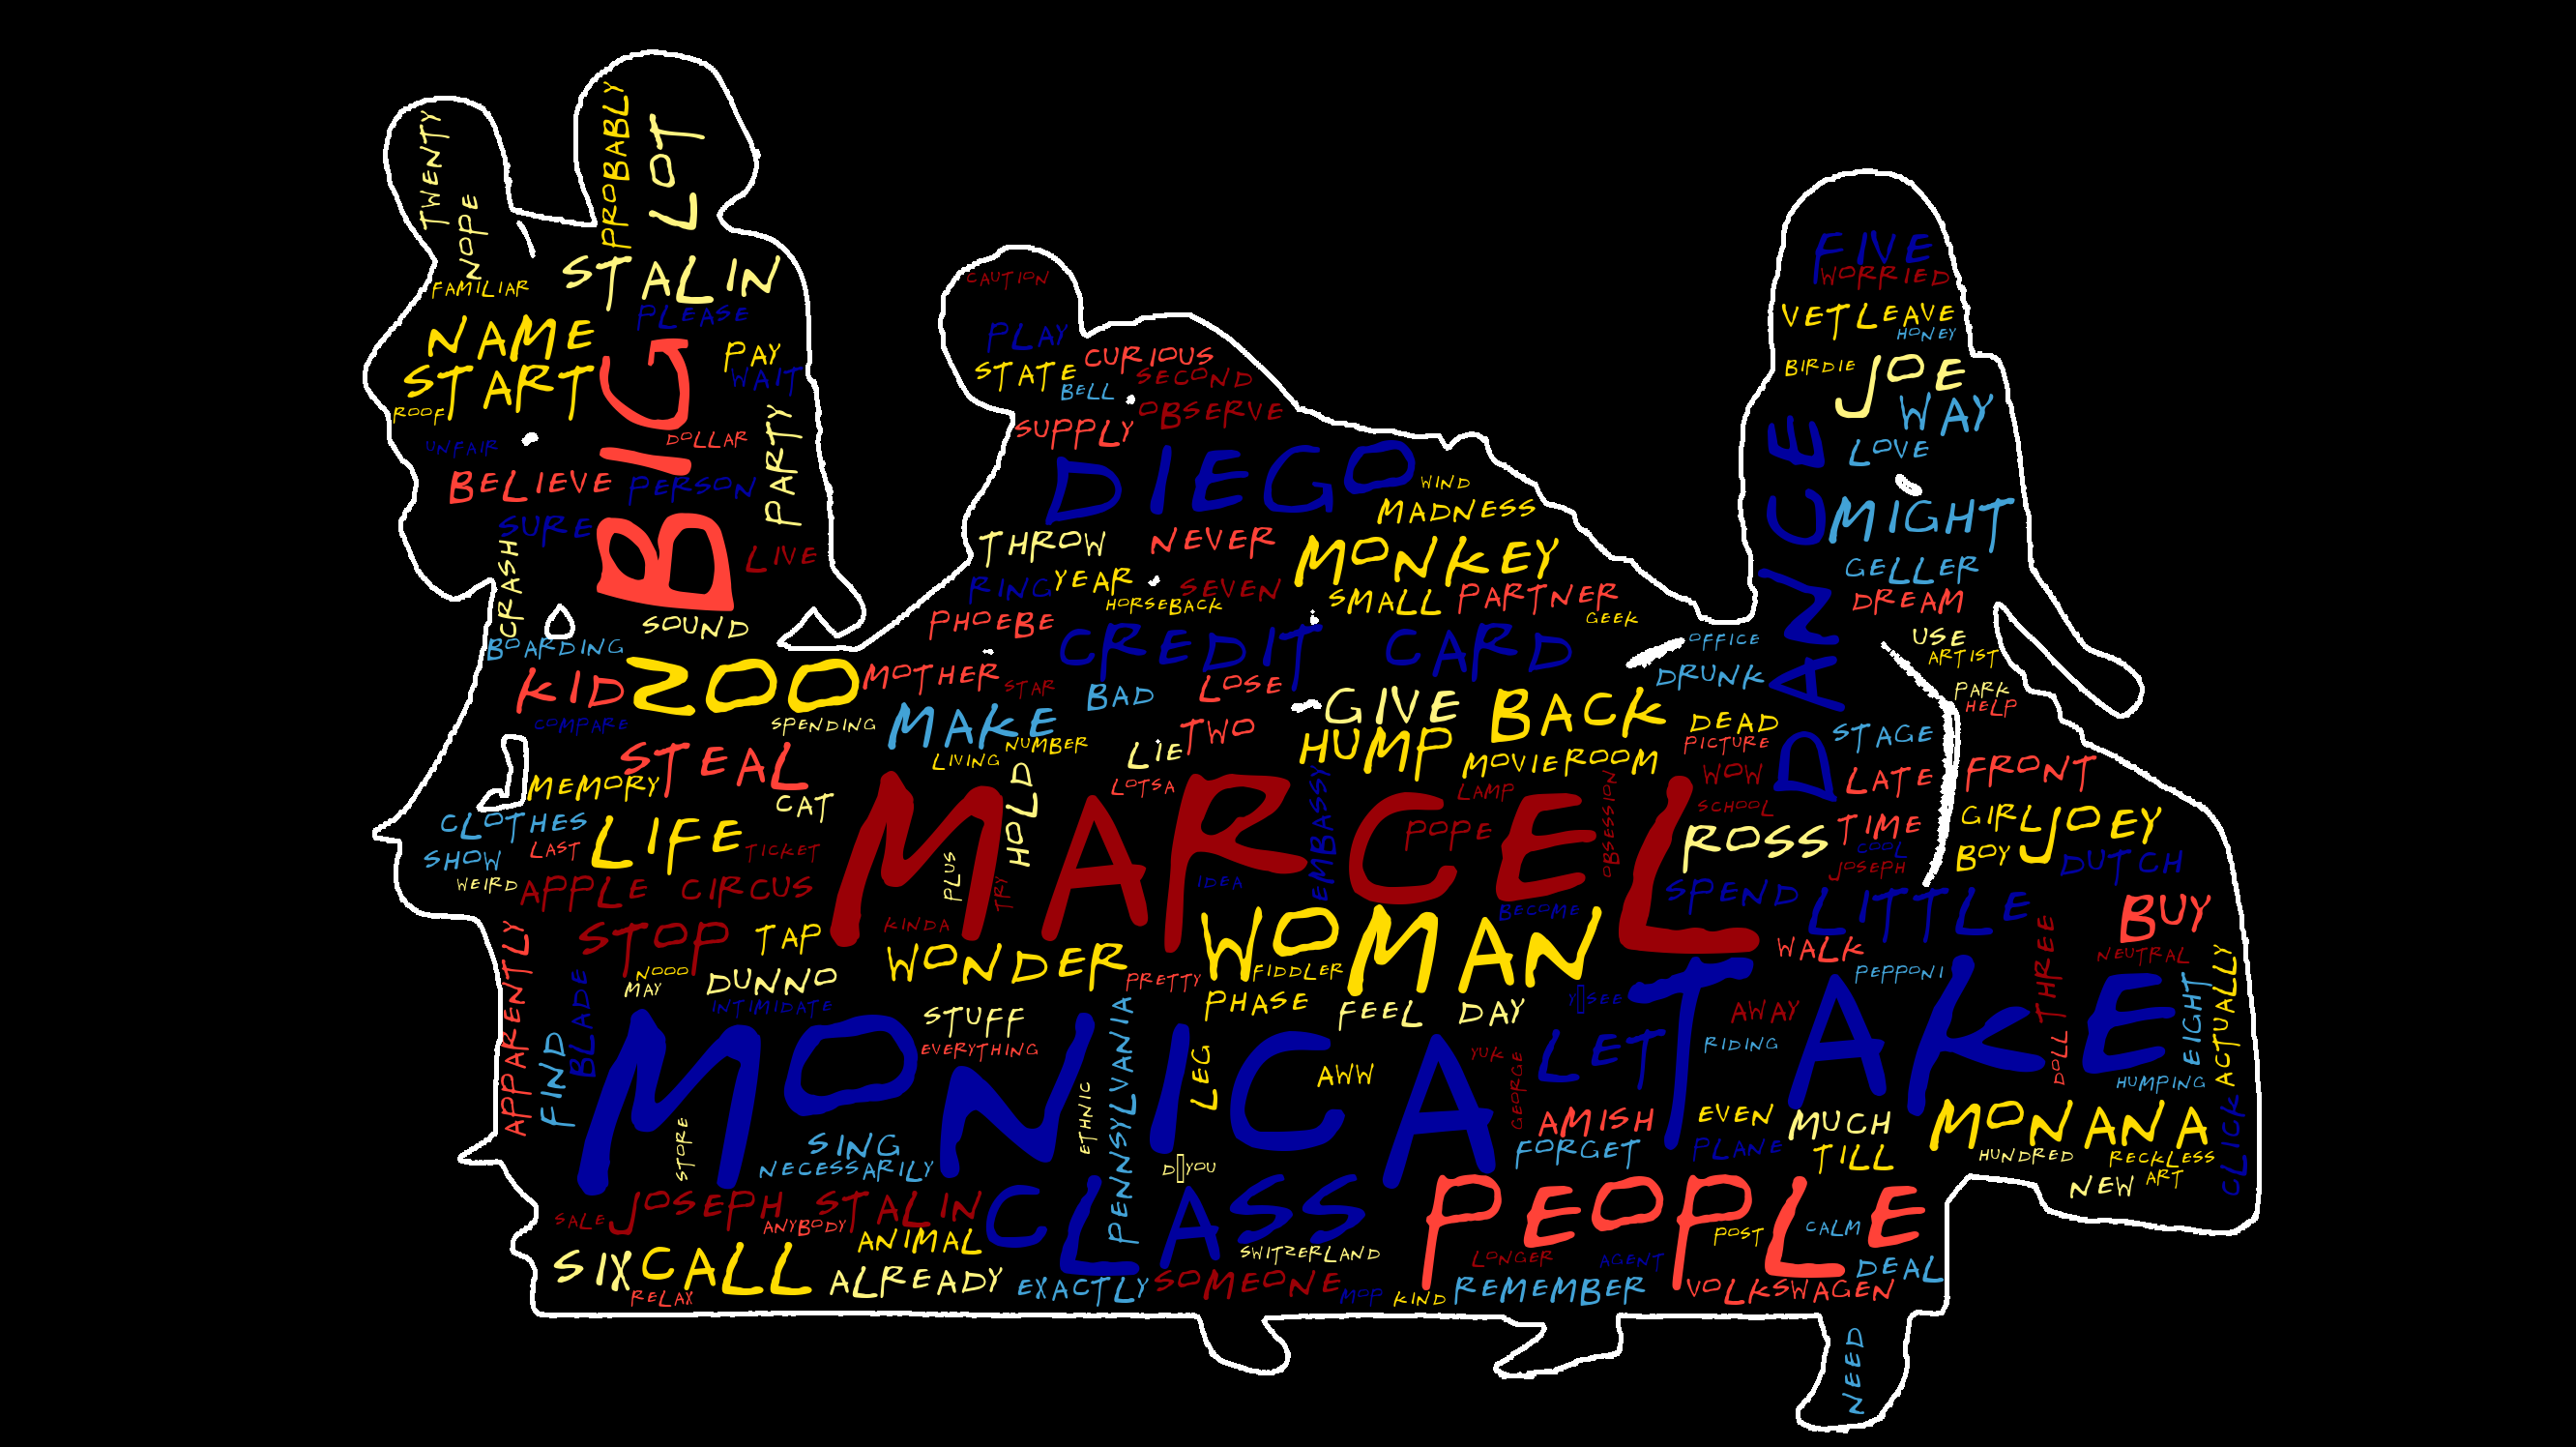 TWENTY
NOPE
PROBABLY
LOT
FAMILIAR
STALIN
PLEASE
NAME
START
ROOF
BIG
PAY
WAIT
UNFAIR
DOLLAR
PARTY
BELIEVE
PERSON
SURE
CRASH
LIVE
SOUND
BOARDING
CAUTION
PLAY
CURIOUS
STATE
SECOND
BELL
OBSERVE
SUPPLY
DIEGO
WIND
MADNESS
THROW
NEVER
MONKEY
RING
YEAR
SEVEN
HORSEBACK
SMALL
PARTNER
GEEK
PHOEBE
CREDIT CARD
FIVE
WORRIED
VET
LEAVE
HONEY
BIRDIE
JOE
WAY
LOVE
DANCE
MIGHT
GELLER
DREAM
OFFICE
USE
ARTIST
DRUNK
PARK
HELP
KID
ZOO
MOTHER
STAR
BAD
LOSE
COMPARE
SPENDING
MAKE
GIVE
BACK
DEAD
STAGE
NUMBER
LIE
TWO
HUMP
PICTURE
STEAL
LIVING
MOVIE
ROOM
WOW
LATE
FRONT
MEMORY
CAT
HOLD
LOTSA
EMBASSY
LAMP
OBSESSION
SCHOOL
CLOTHES
LIFE
MARCEL
POPE
ROSS
TIME
GIRL
JOEY
SHOW
LAST
TICKET
COOL
BOY
DUTCH
WEIRD
APPLE
CIRCUS
PLUS
TRY
IDEA
JOSEPH
SPEND
LITTLE
BUY
KINDA
BECOME
STOP
TAP
WONDER
WOMAN
WALK
THREE
NEUTRAL
APPARENTLY
NOOO
MAY
DUNNO
PRETTY
FIDDLER
PEPPONI
BLADE
INTIMIDATE
PHASE
FEEL
DAY
Y▯SEE
TAKE
AWAY
EIGHT
ACTUALLY
FIND
STUFF
EVERYTHING
MONICA
PENNSYLVANIA
LEG
AWW
YUK
GEORGE
LET
RIDING
DOLL
HUMPING
ETHNIC
AMISH
EVEN
MUCH
MONANA
CLICK
STORE
SING
NECESSARILY
D▯YOU
FORGET
PLANE
TILL
HUNDRED
RECKLESS
NEW
ART
SALE
JOSEPH STALIN
ANYBODY
CLASS
PEOPLE
POST
CALM
ANIMAL
SWITZERLAND
LONGER
AGENT
SIX
CALL
ALREADY
EXACTLY
SOMEONE
MOP
KIND
REMEMBER
DEAL
RELAX
VOLKSWAGEN
NEED